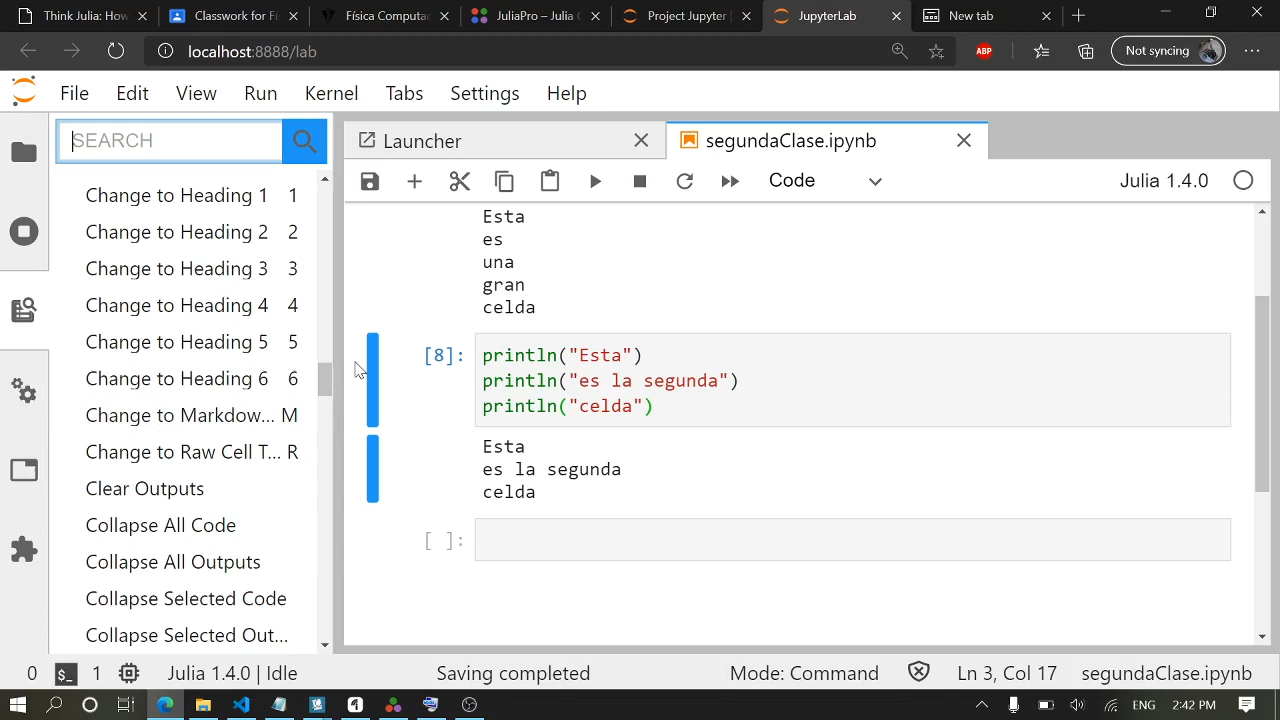 Think Julia: How
Classwork for Fí
Física Computac
JuliaPro – Julia C
Project Jupyter |
JupyterLab
New tab
localhost:8888/lab
ABP
Not syncing
File Edit View Run Kernel Tabs Settings Help
SEARCH
Launcher
segundaClase.ipynb
Code
Julia 1.4.0
Change to Heading 1 1
Change to Heading 2 2
Change to Heading 3 3
Change to Heading 4 4
Change to Heading 5 5
Change to Heading 6 6
Change to Markdow... M
Change to Raw Cell T... R
Clear Outputs
Collapse All Code
Collapse All Outputs
Collapse Selected Code
Collapse Selected Out...
Esta
es
una
gran
celda
[8]: println("Esta")
println("es la segunda")
println("celda")
Esta
es la segunda
celda
[ ]:
0 $_ 1 Julia 1.4.0 | Idle Saving completed Mode: Command Ln 3, Col 17 segundaClase.ipynb
ENG 2:42 PM